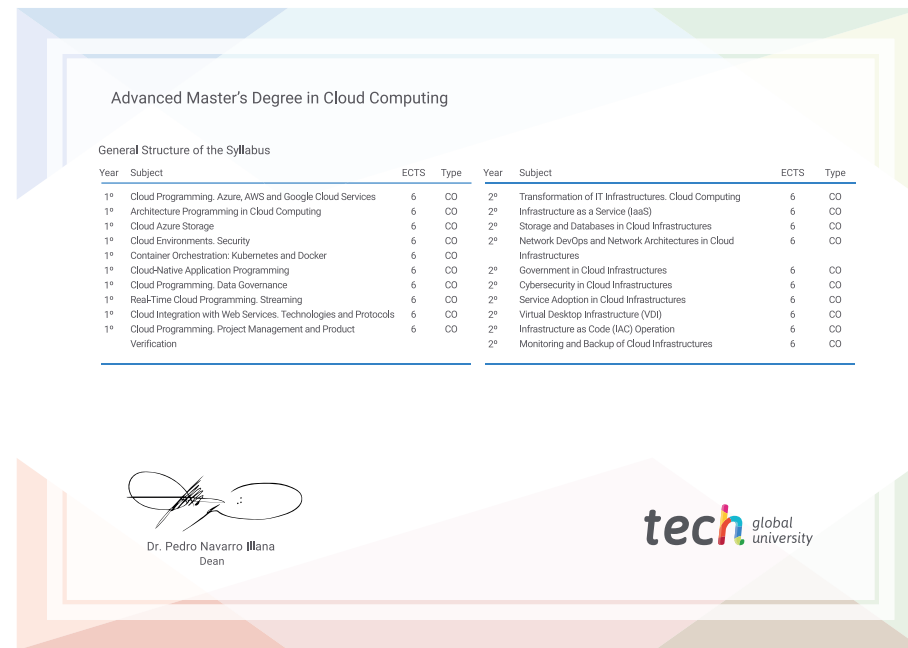 Advanced Master's Degree in Cloud Computing
General Structure of the Syllabus
Year Subject ECTS Type
1º Cloud Programming. Azure, AWS and Google Cloud Services 6 CO
1º Architecture Programming in Cloud Computing 6 CO
1º Cloud Azure Storage 6 CO
1º Cloud Environments. Security 6 CO
1º Container Orchestration: Kubernetes and Docker 6 CO
1º Cloud-Native Application Programming 6 CO
1º Cloud Programming. Data Governance 6 CO
1º Real-Time Cloud Programming. Streaming 6 CO
1º Cloud Integration with Web Services. Technologies and Protocols 6 CO
1º Cloud Programming. Project Management and Product 6 CO
Verification
Year Subject ECTS Type
2º Transformation of IT Infrastructures. Cloud Computing 6 CO
2º Infrastructure as a Service (IaaS) 6 CO
2º Storage and Databases in Cloud Infrastructures 6 CO
2º Network DevOps and Network Architectures in Cloud 6 CO
Infrastructures
2º Government in Cloud Infrastructures 6 CO
2º Cybersecurity in Cloud Infrastructures 6 CO
2º Service Adoption in Cloud Infrastructures 6 CO
2º Virtual Desktop Infrastructure (VDI) 6 CO
2º Infrastructure as Code (IAC) Operation 6 CO
2º Monitoring and Backup of Cloud Infrastructures 6 CO
Dr. Pedro Navarro Illana
Dean
tech global
university